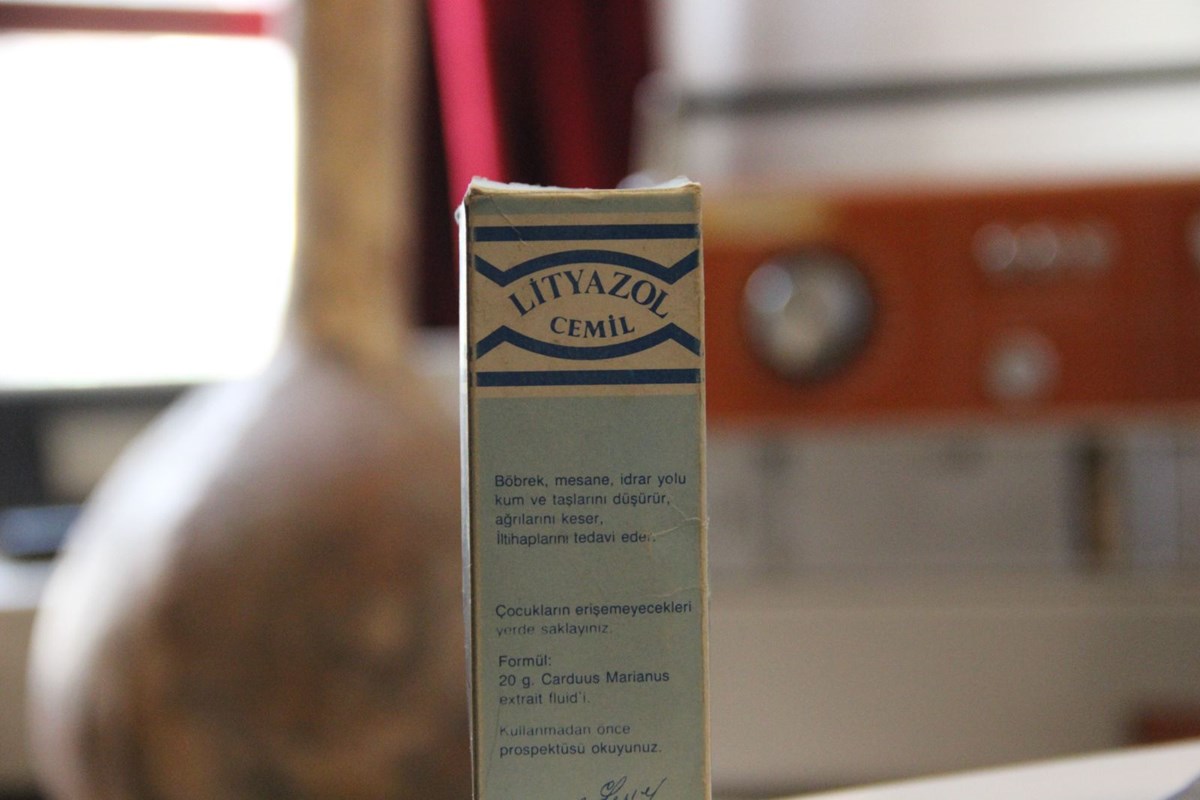 LİTYAZOL
CEMİL
Böbrek, mesane, idrar yolu
kum ve taşlarını düşürür,
ağrılarını keser,
İltihaplarını tedavi eder.
Çocukların erişemeyecekleri
yerde saklayınız.
Formül:
20 g. Carduus Marianus
extrait fluid'i.
Kullanmadan önce
prospektüsü okuyunuz.